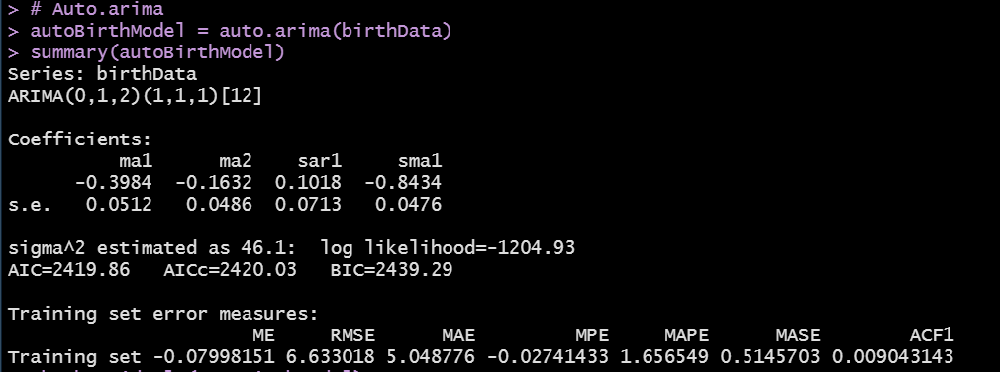 > # Auto.arima
> autoBirthModel = auto.arima(birthData)
> summary(autoBirthModel)
Series: birthData
ARIMA(0,1,2)(1,1,1)[12]
Coefficients:
ma1 ma2 sar1 sma1
-0.3984 -0.1632 0.1018 -0.8434
s.e. 0.0512 0.0486 0.0713 0.0476
sigma^2 estimated as 46.1: log likelihood=-1204.93
AIC=2419.86 AICc=2420.03 BIC=2439.29
Training set error measures:
ME RMSE MAE MPE MAPE MASE ACF1
Training set -0.07998151 6.633018 5.048776 -0.02741433 1.656549 0.5145703 0.009043143